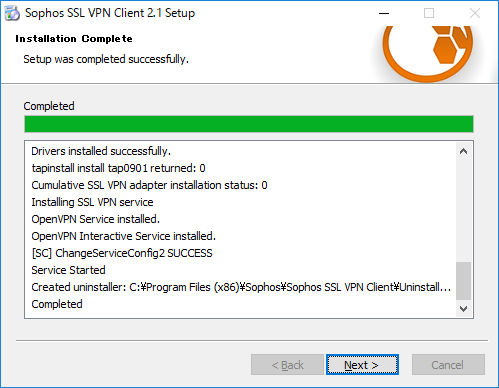 Sophos SSL VPN Client 2.1 Setup
Installation Complete
Setup was completed successfully.
Completed
Drivers installed successfully.
tapinstall install tap0901 returned: 0
Cumulative SSL VPN adapter installation status: 0
Installing SSL VPN service
OpenVPN Service installed.
OpenVPN Interactive Service installed.
[SC] ChangeServiceConfig2 SUCCESS
Service Started
Created uninstaller: C:¥Program Files (x86)¥Sophos¥Sophos SSL VPN Client¥Uninstall...
Completed
< Back Next > Cancel